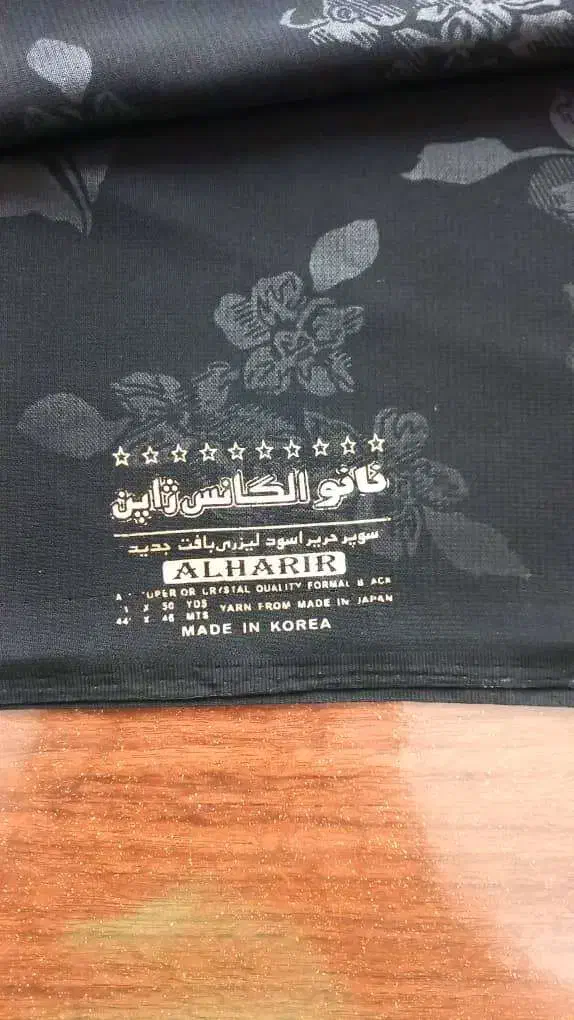 ☆☆☆☆☆☆☆☆☆☆
نانو الگانس ژاپن
سوپر حریر اسود لیزری بافت جدید
ALHARIR
CRYSTAL QUALITY FORMAL
X 50 YDS YARN FROM MADE IN JAPAN
44" X 46 MTS
MADE IN KOREA